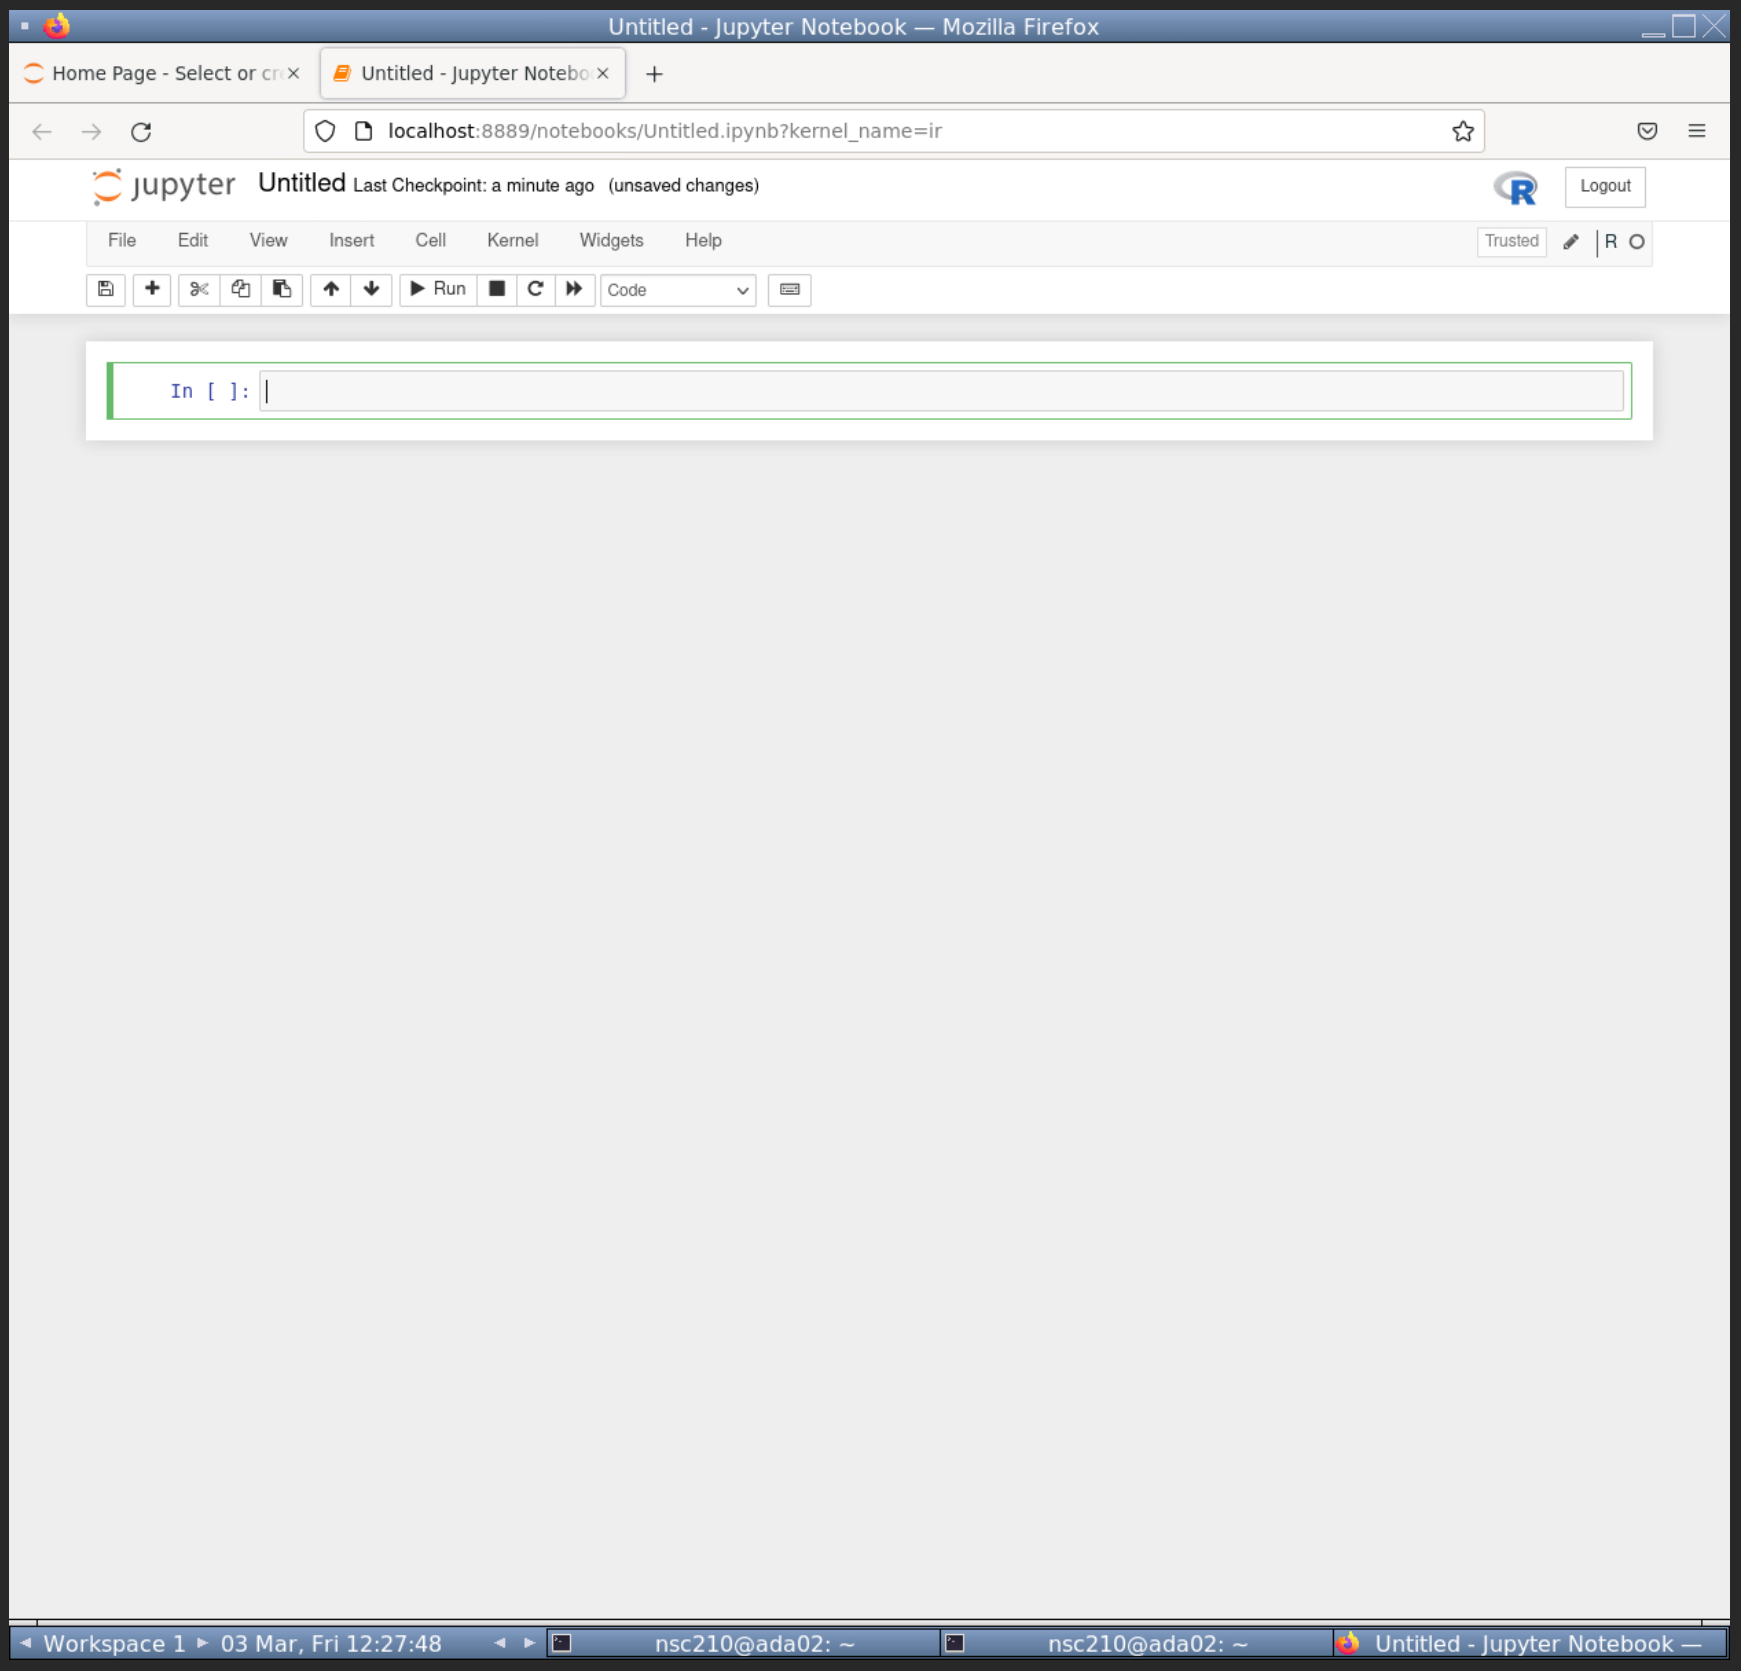 Untitled - Jupyter Notebook — Mozilla Firefox
Home Page - Select or cre
Untitled - Jupyter Notebo
localhost:8889/notebooks/Untitled.ipynb?kernel_name=ir
jupyter Untitled Last Checkpoint: a minute ago (unsaved changes) R Logout
File Edit View Insert Cell Kernel Widgets Help Trusted R
Run Code
In [ ]:
Workspace 1 03 Mar, Fri 12:27:48 nsc210@ada02: ~ nsc210@ada02: ~ Untitled - Jupyter Notebook —